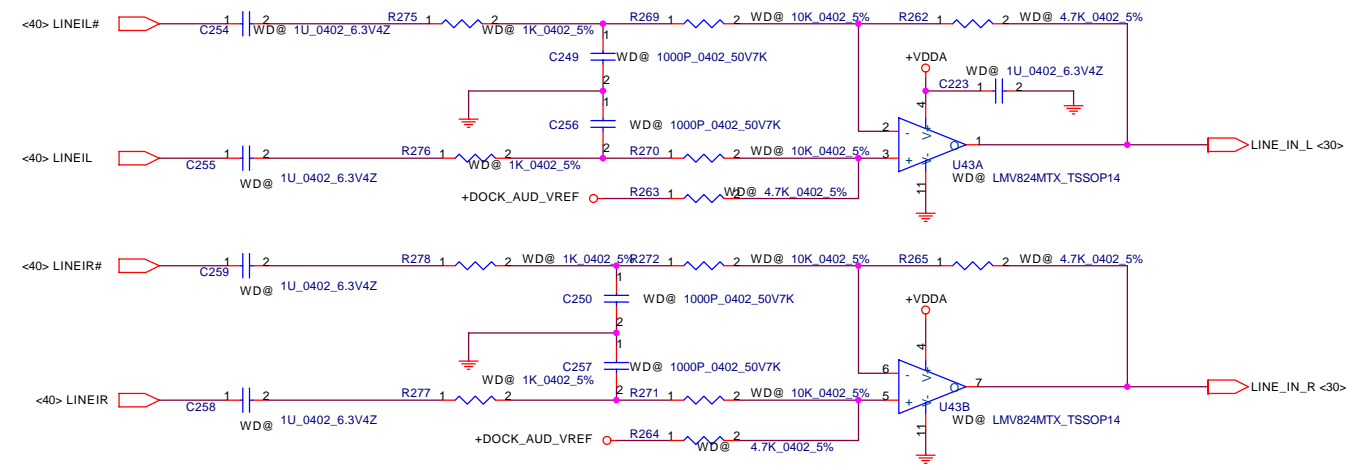 <40> LINEIL#
1
2
C254
WD@ 1U_0402_6.3V4Z
R275
1
2
WD@ 1K_0402_5%
R269
1
2
WD@ 10K_0402_5%
R262
1
2
WD@ 4.7K_0402_5%
1
C249
WD@ 1000P_0402_50V7K
2
+VDDA
WD@ 1U_0402_6.3V4Z
C223
1
2
1
C256
WD@ 1000P_0402_50V7K
2
4
2
-
V+
1
3
+
V-
O
U43A
WD@ LMV824MTX_TSSOP14
11
LINE_IN_L <30>
<40> LINEIL
1
2
C255
WD@ 1U_0402_6.3V4Z
R276
1
2
WD@ 1K_0402_5%
R270
1
2
WD@ 10K_0402_5%
+DOCK_AUD_VREF
R263
1
2
WD@ 4.7K_0402_5%
<40> LINEIR#
1
2
C259
WD@ 1U_0402_6.3V4Z
R278
1
2
WD@ 1K_0402_5%
R272
1
2
WD@ 10K_0402_5%
R265
1
2
WD@ 4.7K_0402_5%
1
C250
WD@ 1000P_0402_50V7K
2
+VDDA
4
1
C257
WD@ 1000P_0402_50V7K
2
6
-
V+
7
5
+
V-
O
U43B
WD@ LMV824MTX_TSSOP14
11
LINE_IN_R <30>
<40> LINEIR
1
2
C258
WD@ 1U_0402_6.3V4Z
R277
1
2
WD@ 1K_0402_5%
R271
1
2
WD@ 10K_0402_5%
+DOCK_AUD_VREF
R264
1
2
WD@ 4.7K_0402_5%